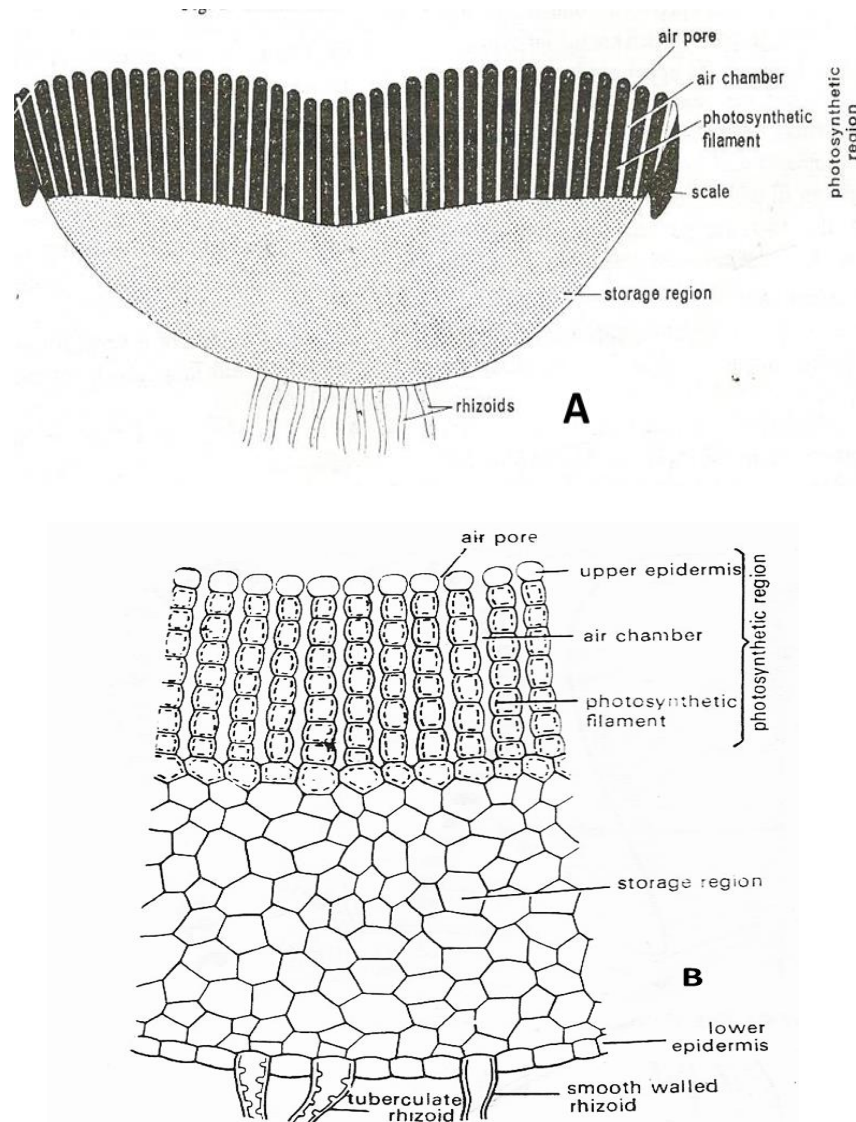 air pore
air chamber
photosynthetic
filament
photosynthetic
region
scale
storage region
rhizoids
A
air pore
upper epidermis
air chamber
photosynthetic
filament
photosynthetic region
storage region
B
lower
epidermis
tuberculate
rhizoid
smooth walled
rhizoid